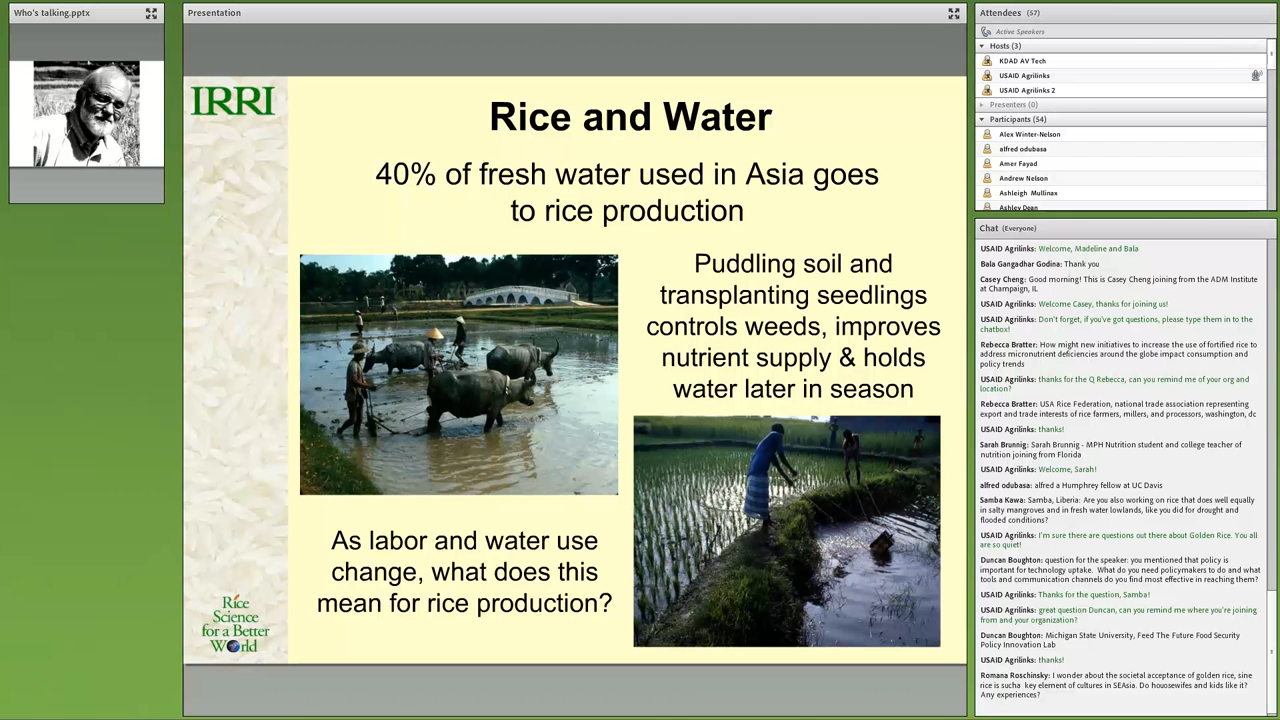 Who's talking.pptx
Presentation
IRRI
Rice and Water
40% of fresh water used in Asia goes
to rice production
Puddling soil and
transplanting seedlings
controls weeds, improves
nutrient supply & holds
water later in season
As labor and water use
change, what does this
mean for rice production?
Rice
Science
for a Better
World
Attendees (57)
Active Speakers
Hosts (3)
KDAD AV Tech
USAID Agrilinks
USAID Agrilinks 2
Presenters (0)
Participants (54)
Alex Winter-Nelson
alfred odubasa
Amer Fayad
Andrew Nelson
Ashleigh Mullinax
Ashley Dean
Chat (Everyone)
USAID Agrilinks: Welcome, Madeline and Bala
Bala Gangadhar Godina: Thank you
Casey Cheng: Good morning! This is Casey Cheng joining from the ADM Institute
at Champaign, IL
USAID Agrilinks: Welcome Casey, thanks for joining us!
USAID Agrilinks: Don't forget, if you've got questions, please type them in to the
chatbox!
Rebecca Bratter: How might new initiatives to increase the use of fortified rice to
address micronutrient deficiencies around the globe impact consumption and
policy trends
USAID Agrilinks: thanks for the Q Rebecca, can you remind me of your org and
location?
Rebecca Bratter: USA Rice Federation, national trade association representing
export and trade interests of rice farmers, millers, and processors, washington, dc
USAID Agrilinks: thanks!
Sarah Brunnig: Sarah Brunnig - MPH Nutrition student and college teacher of
nutrition joining from Florida
USAID Agrilinks: Welcome, Sarah!
alfred odubasa: alfred a Humphrey fellow at UC Davis
Samba Kawa: Samba, Liberia: Are you also working on rice that does well equally
in salty mangroves and in fresh water lowlands, like you did for drought and
flooded conditions?
USAID Agrilinks: I'm sure there are questions out there about Golden Rice. You all
are so quiet!
Duncan Boughton: question for the speaker: you mentioned that policy is
important for technology uptake. What do you need policymakers to do and what
tools and communication channels do you find most effective in reaching them?
USAID Agrilinks: Thanks for the question, Samba!
USAID Agrilinks: great question Duncan, can you remind me where you're joining
from and your organization?
Duncan Boughton: Michigan State University, Feed The Future Food Security
Policy Innovation Lab
USAID Agrilinks: thanks!
Romana Roschinsky: I wonder about the societal acceptance of golden rice, sine
rice is sucha key element of cultures in SEAsia. Do houosewifes and kids like it?
Any experiences?